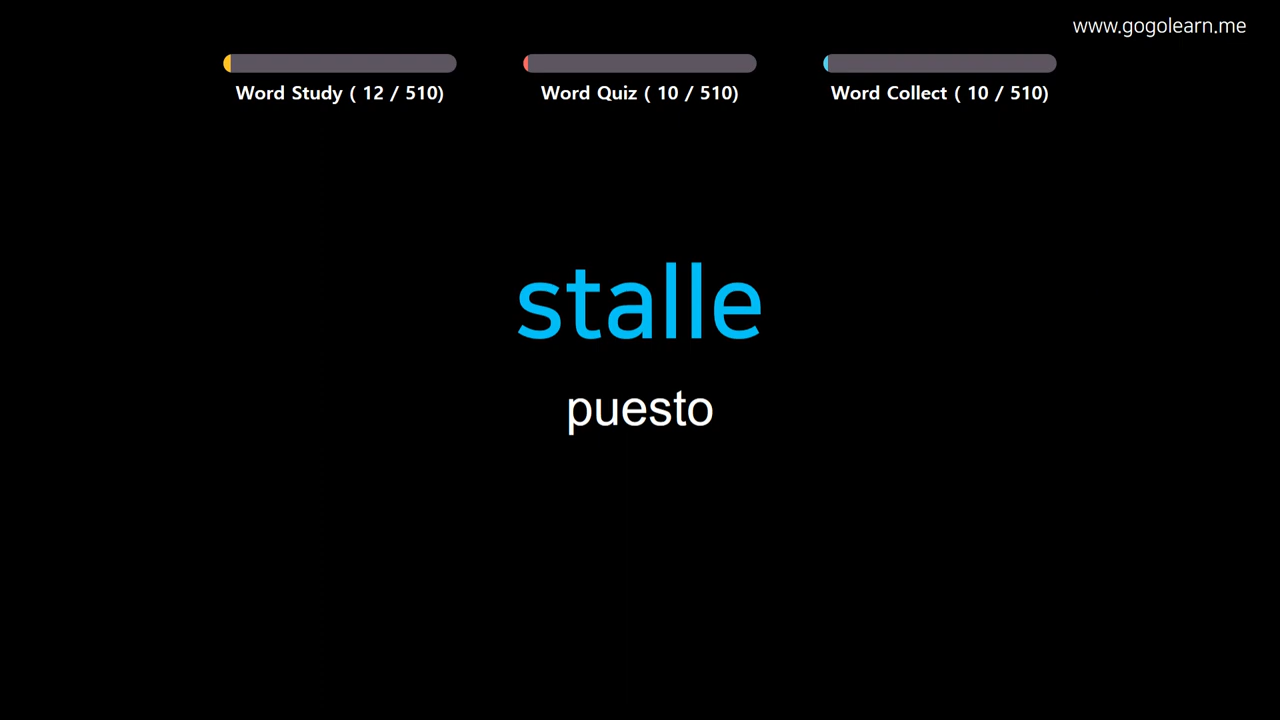 www.gogolearn.me
Word Study ( 12 / 510)
Word Quiz ( 10 / 510)
Word Collect ( 10 / 510)
stalle
puesto